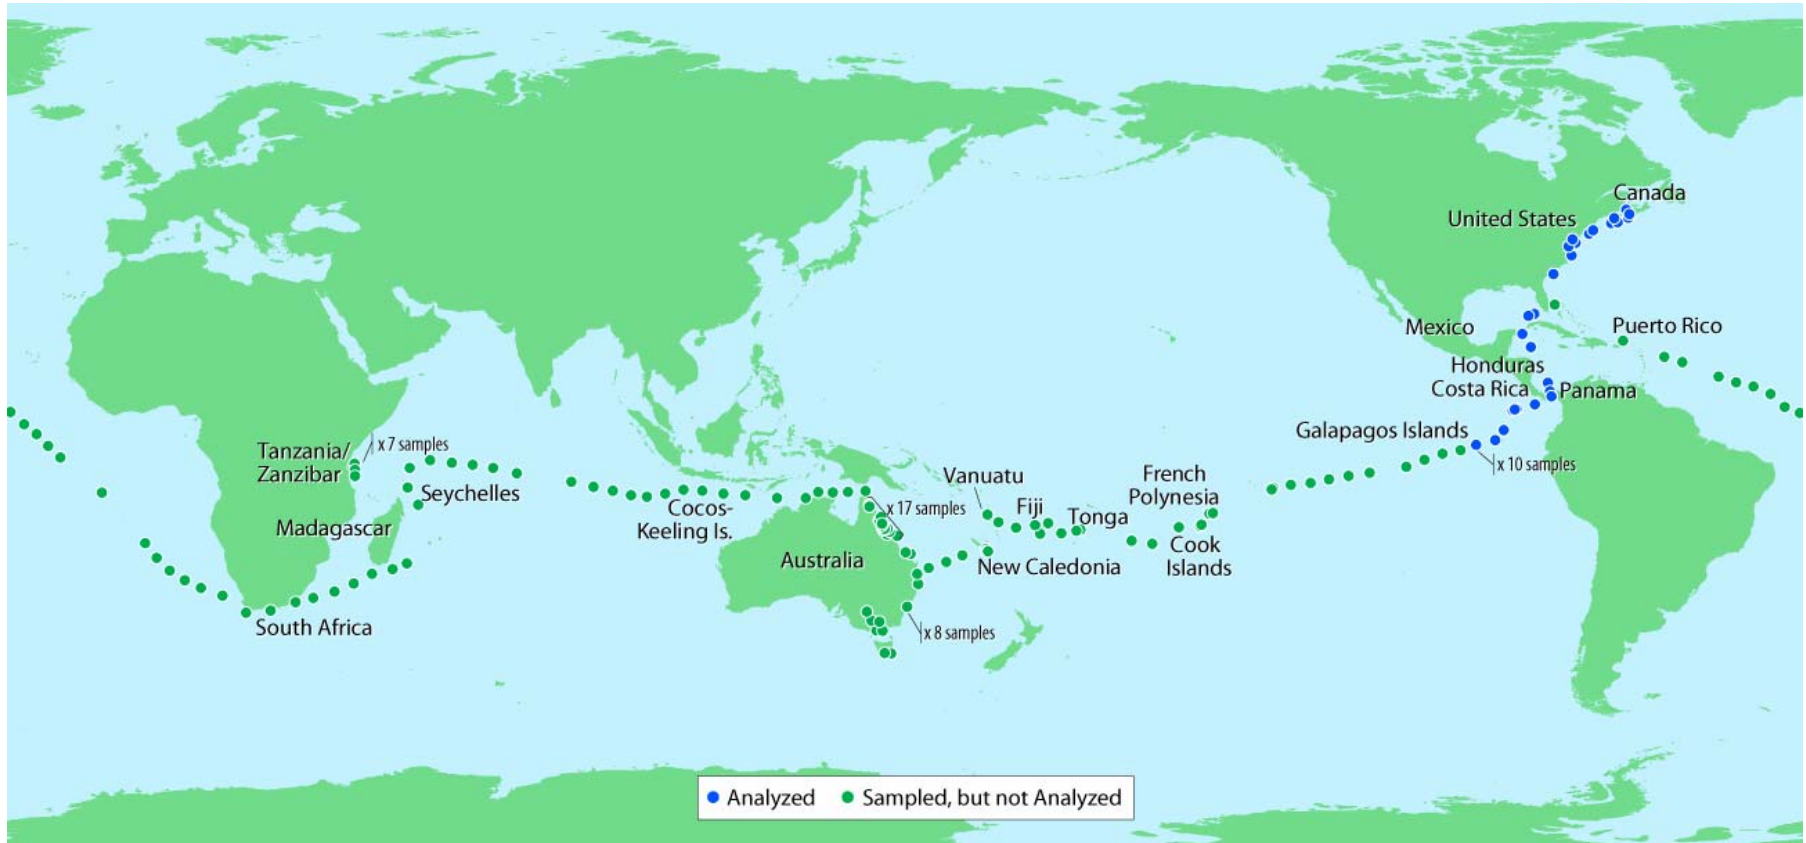 Canada
United States
Mexico
Puerto Rico
Honduras
Costa Rica
Panama
Galapagos Islands
x 10 samples
Tanzania/
Zanzibar
x 7 samples
Seychelles
Madagascar
South Africa
Cocos-
Keeling Is.
x 17 samples
Australia
x 8 samples
Vanuatu
Fiji
Tonga
French
Polynesia
Cook
Islands
New Caledonia
Analyzed
Sampled, but not Analyzed